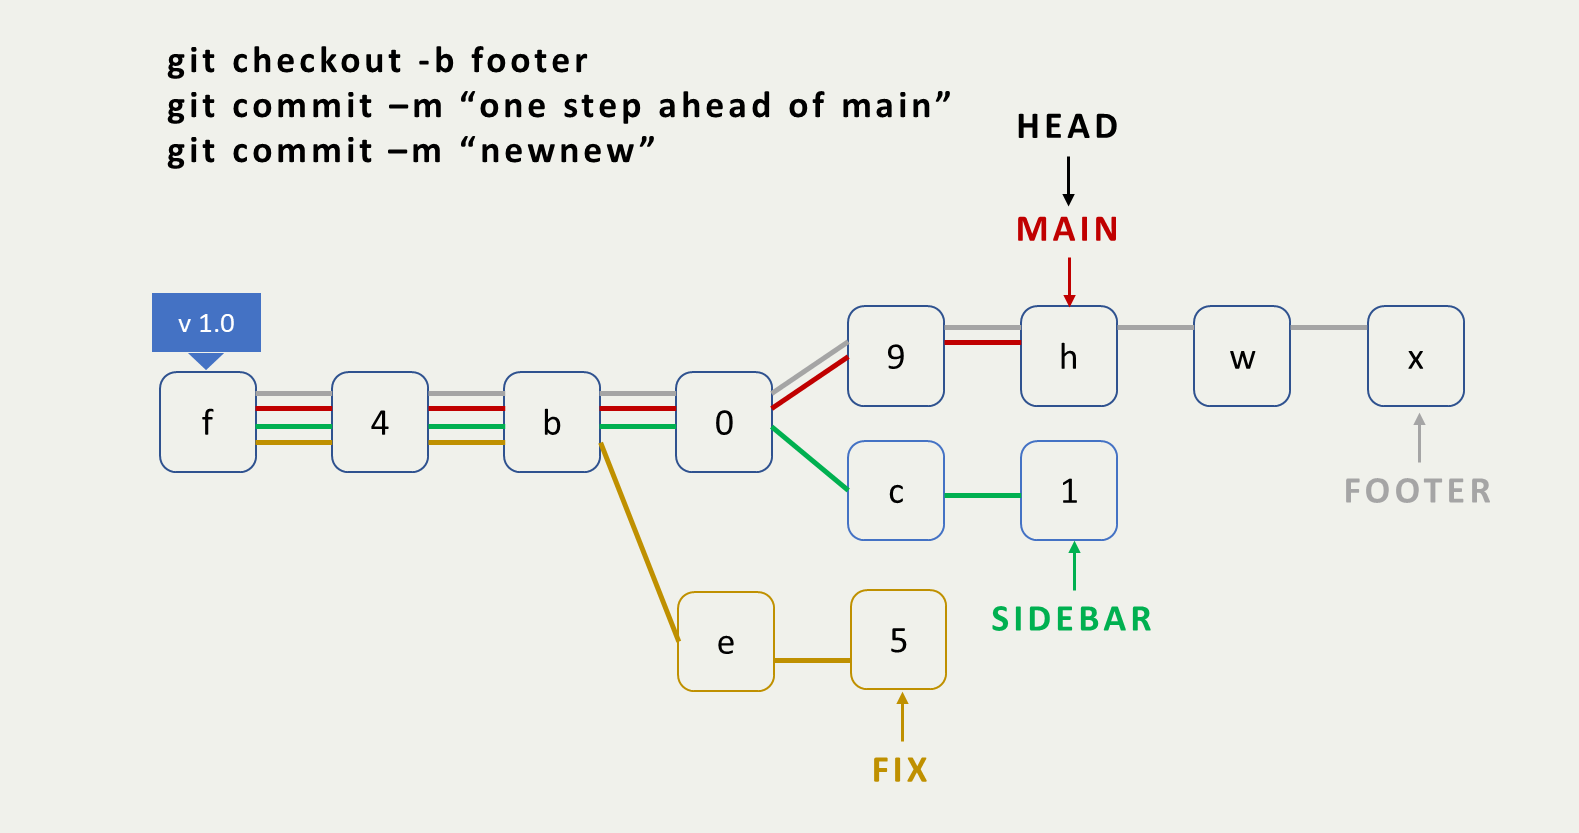 git checkout -b footer
git commit –m “one step ahead of main”
git commit –m “newnew”
HEAD
MAIN
v 1.0
f
4
b
0
9
h
w
x
c
1
FOOTER
SIDEBAR
e
5
FIX